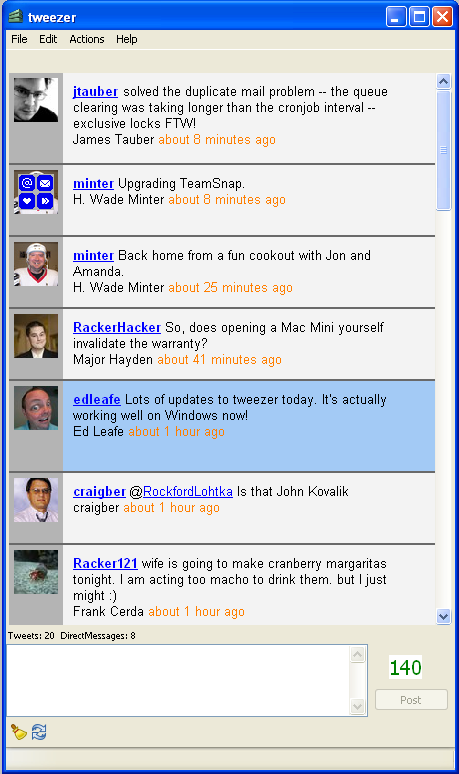 tweezer
File Edit Actions Help
jtauber solved the duplicate mail problem -- the queue
clearing was taking longer than the cronjob interval --
exclusive locks FTW!
James Tauber about 8 minutes ago
minter Upgrading TeamSnap.
H. Wade Minter about 8 minutes ago
minter Back home from a fun cookout with Jon and
Amanda.
H. Wade Minter about 25 minutes ago
RackerHacker So, does opening a Mac Mini yourself
invalidate the warranty?
Major Hayden about 41 minutes ago
edleafe Lots of updates to tweezer today. It's actually
working well on Windows now!
Ed Leafe about 1 hour ago
craigber @RockfordLohtka Is that John Kovalik
craigber about 1 hour ago
Racker121 wife is going to make cranberry margaritas
tonight. I am acting too macho to drink them. but I just
might :)
Frank Cerda about 1 hour ago
Tweets: 20 DirectMessages: 8
140
Post